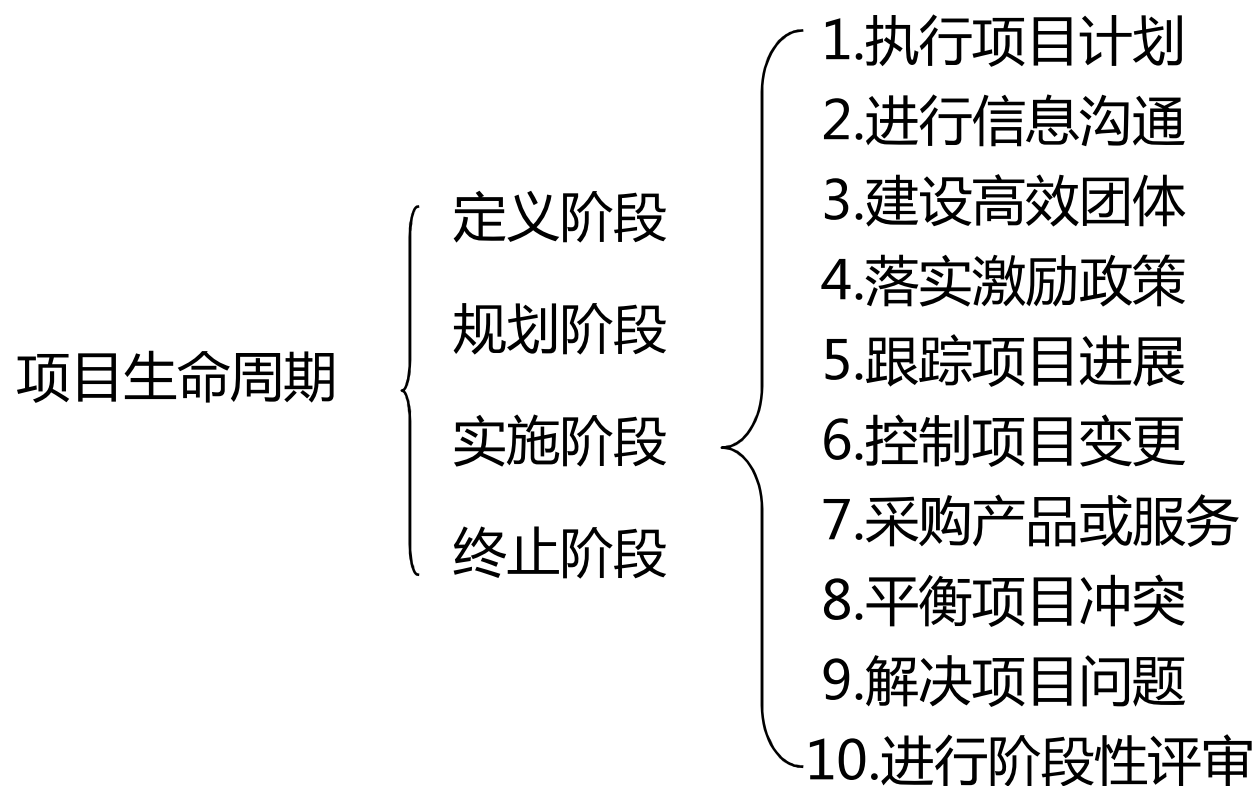 项目生命周期
定义阶段
规划阶段
实施阶段
终止阶段
1.执行项目计划
2.进行信息沟通
3.建设高效团体
4.落实激励政策
5.跟踪项目进展
6.控制项目变更
7.采购产品或服务
8.平衡项目冲突
9.解决项目问题
10.进行阶段性评审